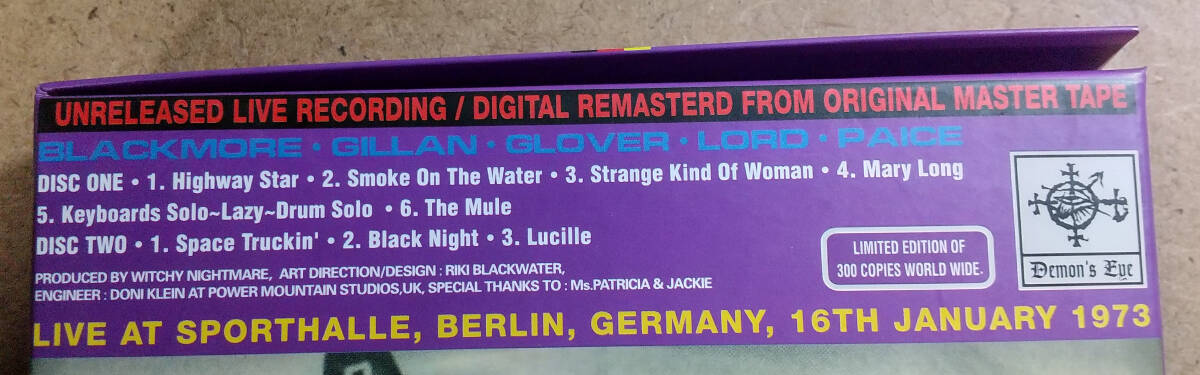 UNRELEASED LIVE RECORDING / DIGITAL REMASTERD FROM ORIGINAL MASTER TAPE
BLACKMORE • GILLAN • GLOVER • LORD • PAICE
DISC ONE • 1. Highway Star • 2. Smoke On The Water • 3. Strange Kind Of Woman • 4. Mary Long
5. Keyboards Solo~Lazy~Drum Solo • 6. The Mule
DISC TWO • 1. Space Truckin' • 2. Black Night • 3. Lucille
PRODUCED BY WITCHY NIGHTMARE, ART DIRECTION/DESIGN : RIKI BLACKWATER,
ENGINEER : DONI KLEIN AT POWER MOUNTAIN STUDIOS,UK, SPECIAL THANKS TO : Ms.PATRICIA & JACKIE
LIMITED EDITION OF
300 COPIES WORLD WIDE.
Demon's Eye
LIVE AT SPORTHALLE, BERLIN, GERMANY, 16TH JANUARY 1973